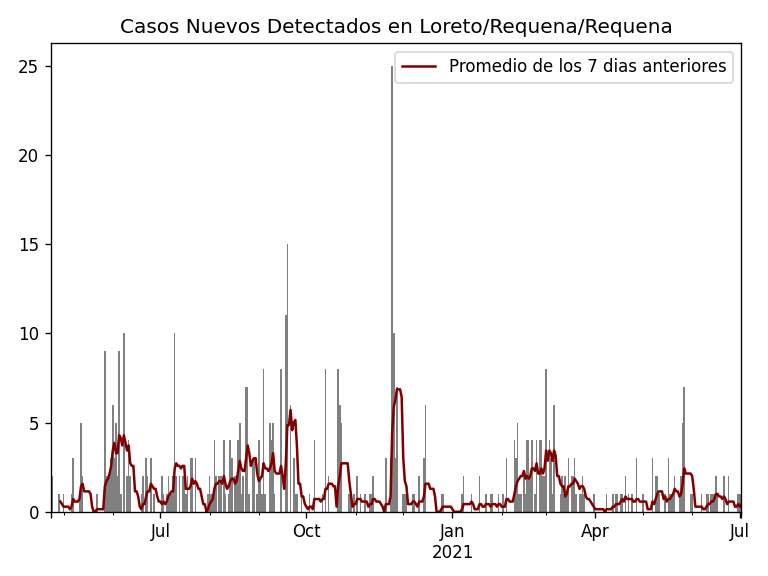 Casos Nuevos Detectados en Loreto/Requena/Requena
Promedio de los 7 dias anteriores
25
20
15
10
5
0
Jul
Oct
Jan
2021
Apr
Jul